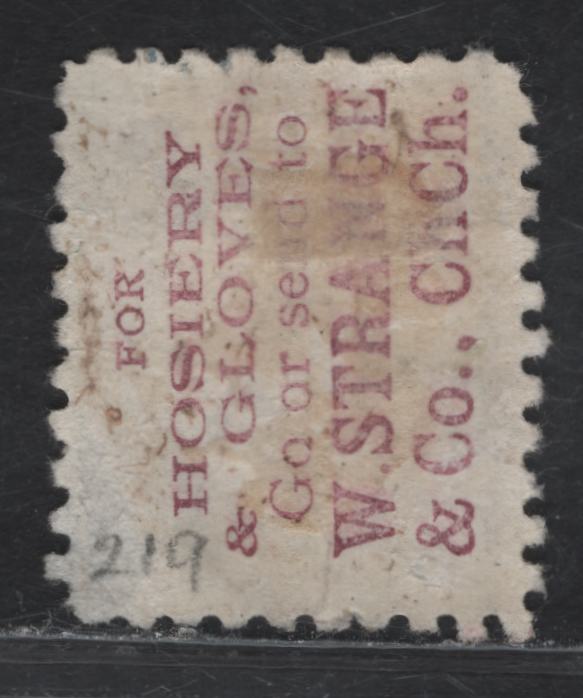 FOR
HOSIERY
& GLOVES,
Go or send to
W. STRANGE
& Co., ChCh.
219